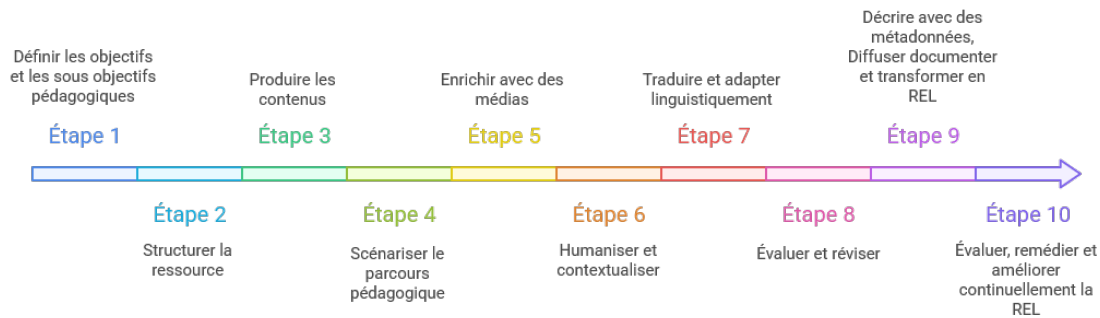 Définir les objectifs
et les sous objectifs
pédagogiques
Étape 1
Étape 2
Structurer la
ressource
Produire les
contenus
Étape 3
Étape 4
Scénariser le
parcours
pédagogique
Enrichir avec des
médias
Étape 5
Étape 6
Humaniser et
contextualiser
Traduire et adapter
linguistiquement
Étape 7
Étape 8
Évaluer et réviser
Décrire avec des
métadonnées,
Diffuser documenter
et transformer en
REL
Étape 9
Étape 10
Évaluer, remédier et
améliorer
continuellement la
REL